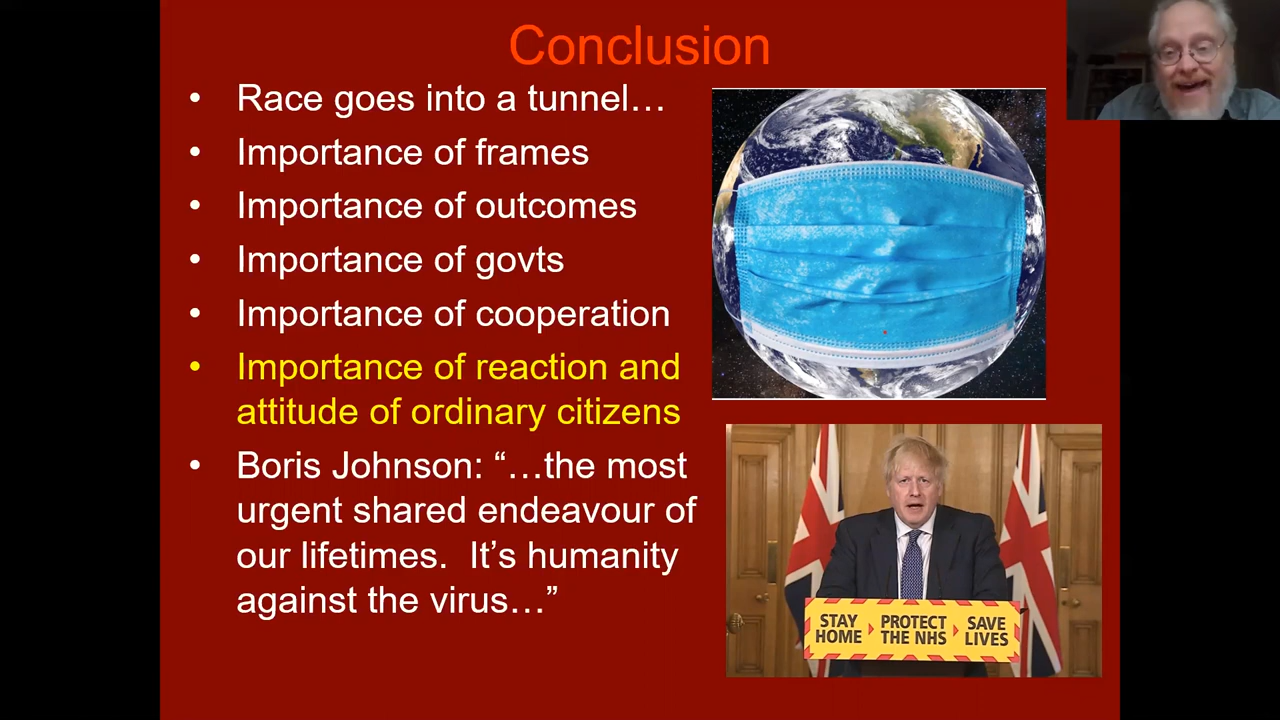 Conclusion
• Race goes into a tunnel…
• Importance of frames
• Importance of outcomes
• Importance of govts
• Importance of cooperation
• Importance of reaction and
attitude of ordinary citizens
• Boris Johnson: “…the most
urgent shared endeavour of
our lifetimes.  It’s humanity
against the virus…”
STAY HOME PROTECT THE NHS SAVE LIVES